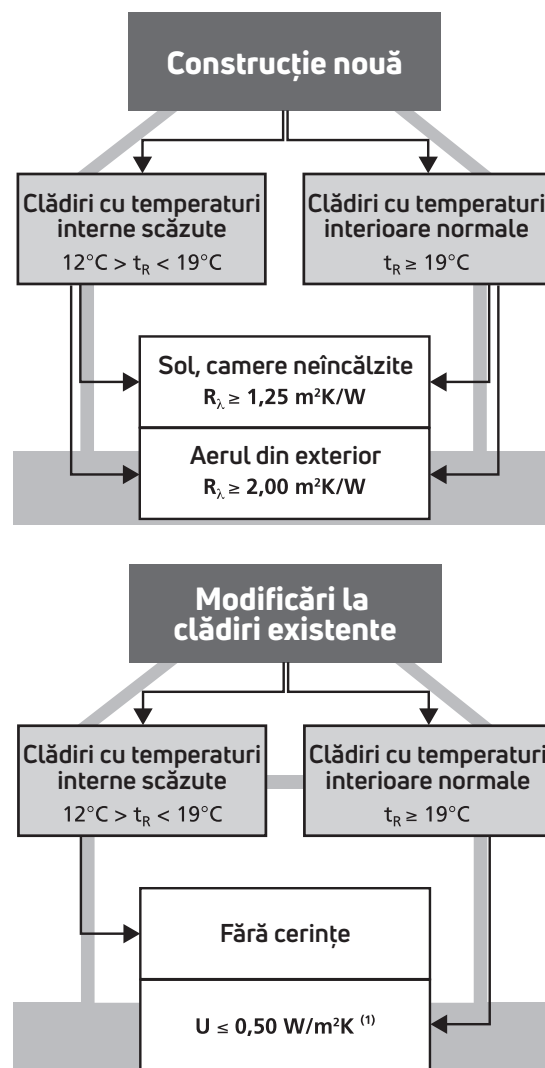 Construcție nouă
Clădiri cu temperaturi
interne scăzute
12°C > tR < 19°C
Clădiri cu temperaturi
interioare normale
tR ≥ 19°C
Sol, camere neîncălzite
Rλ ≥ 1,25 m²K/W
Aerul din exterior
Rλ ≥ 2,00 m²K/W
Modificări la
clădiri existente
Clădiri cu temperaturi
interne scăzute
12°C > tR < 19°C
Clădiri cu temperaturi
interioare normale
tR ≥ 19°C
Fără cerințe
U ≤ 0,50 W/m²K (1)